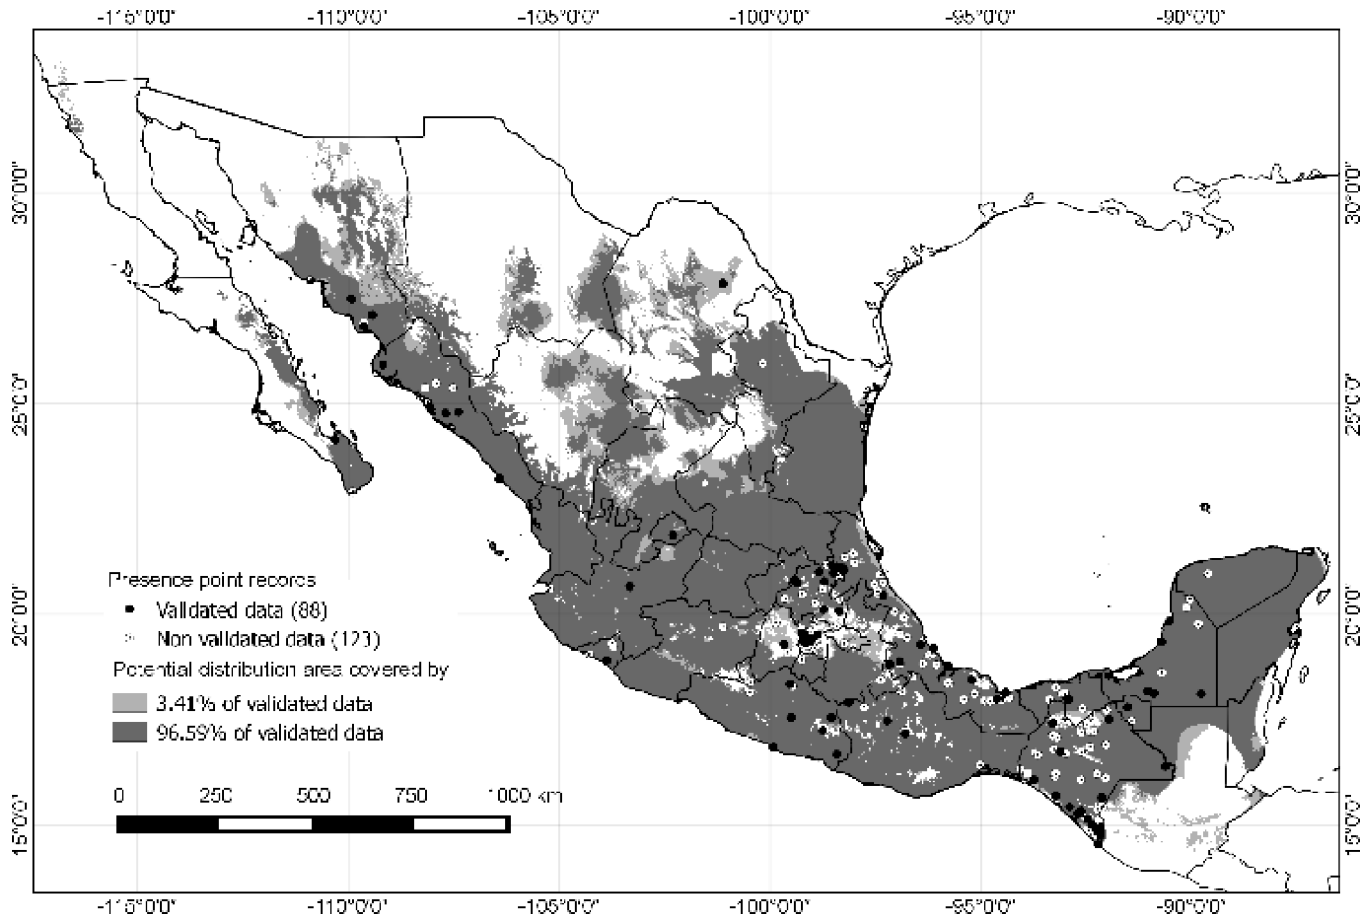 -115°0'0" -110°0'0" -105°0'0" -100°0'0" -95°0'0" -90°0'0"
30°0'0" 30°0'0"
25°0'0" 25°0'0"
20°0'0" 20°0'0"
15°0'0" 15°0'0"
Presence point records
Validated data (88)
Non validated data (123)
Potential distribution area covered by
3.41% of validated data
96.59% of validated data
0 250 500 750 1000 km
-115°0'0" -110°0'0" -105°0'0" -100°0'0" -95°0'0" -90°0'0"